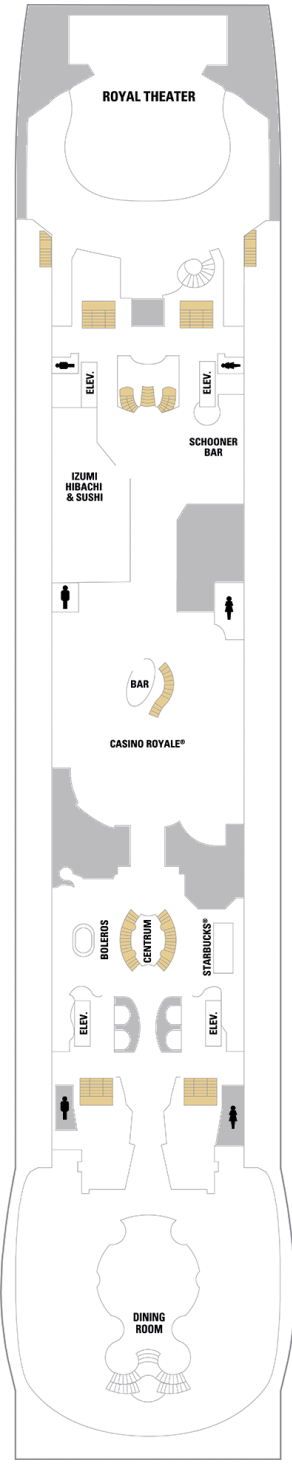 ROYAL THEATER
ELEV.
ELEV.
SCHOONER
BAR
IZUMI
HIBACHI
& SUSHI
BAR
CASINO ROYALE®
BOLEROS
CENTRUM
STARBUCKS®
ELEV.
ELEV.
DINING
ROOM